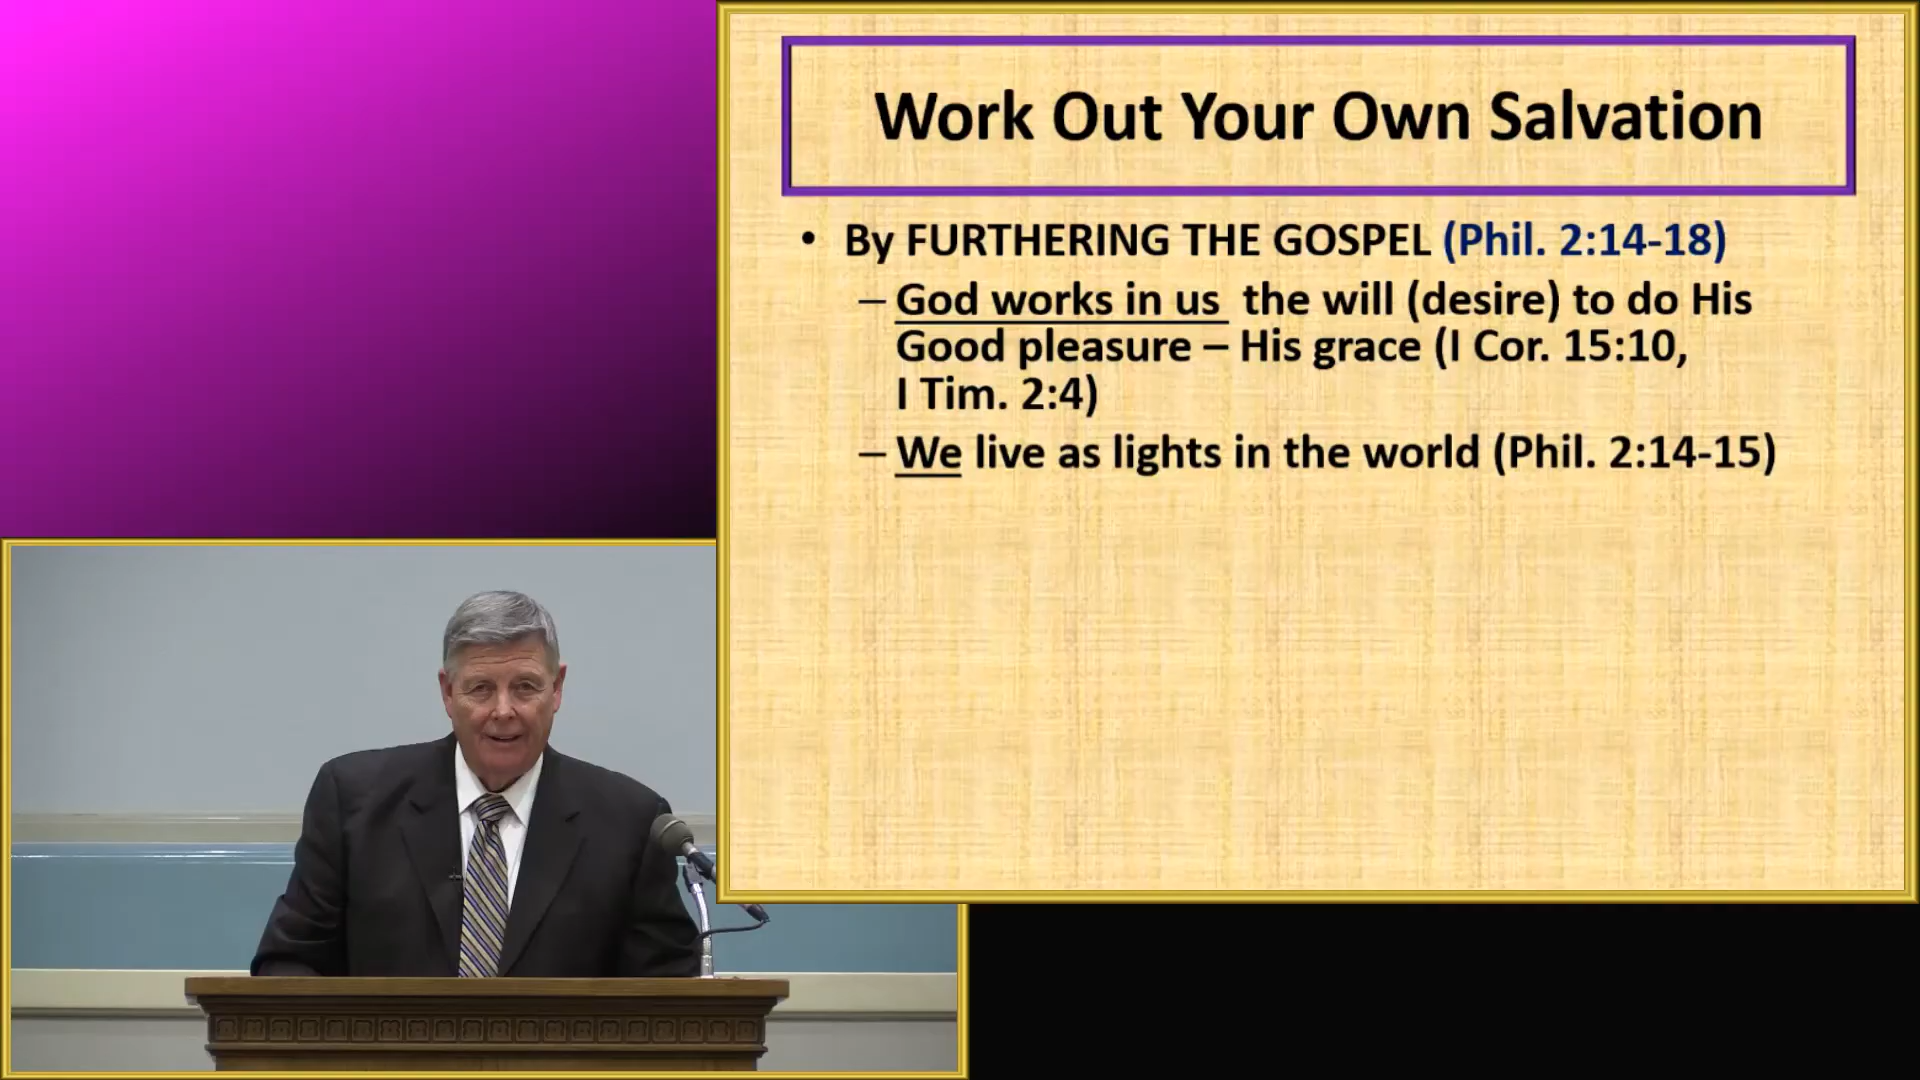 Work Out Your Own Salvation
• By FURTHERING THE GOSPEL (Phil. 2:14-18)
– God works in us the will (desire) to do His
Good pleasure – His grace (I Cor. 15:10,
I Tim. 2:4)
– We live as lights in the world (Phil. 2:14-15)